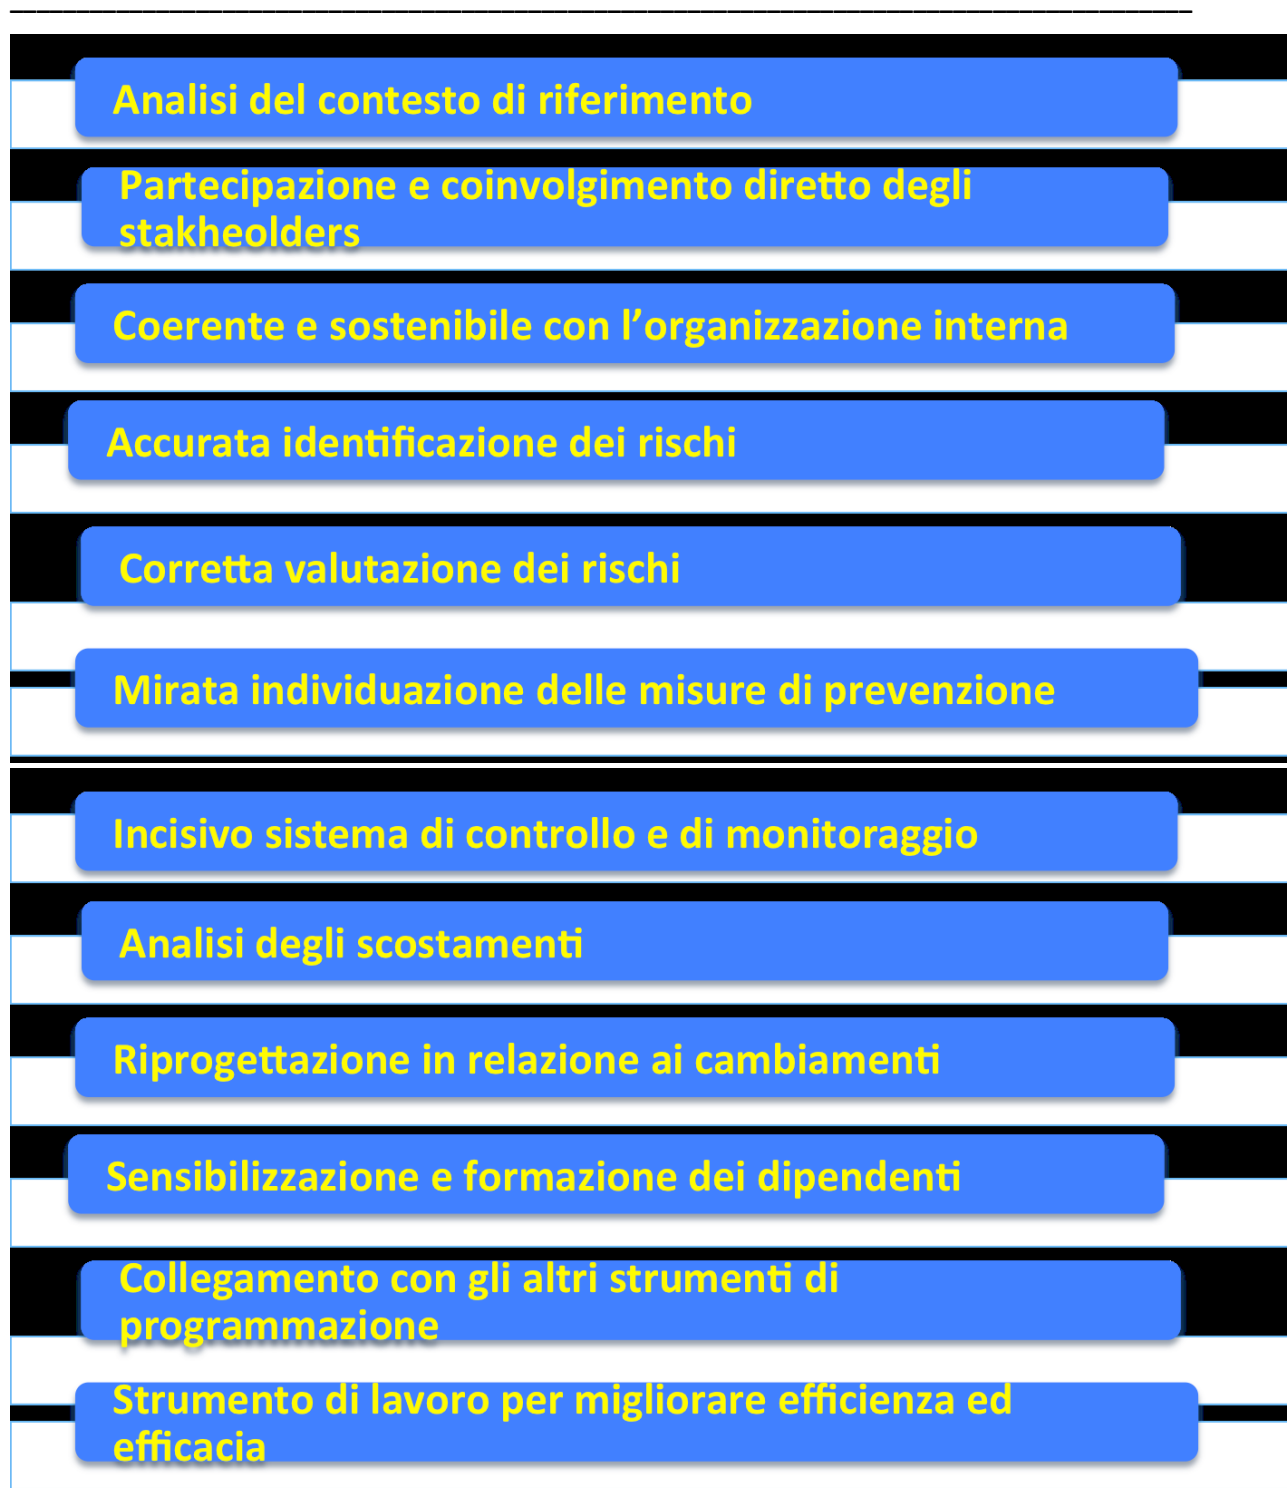 Analisi del contesto di riferimento
Partecipazione e coinvolgimento diretto degli
stakheolders
Coerente e sostenibile con l’organizzazione interna
Accurata identificazione dei rischi
Corretta valutazione dei rischi
Mirata individuazione delle misure di prevenzione
Incisivo sistema di controllo e di monitoraggio
Analisi degli scostamenti
Riprogettazione in relazione ai cambiamenti
Sensibilizzazione e formazione dei dipendenti
Collegamento con gli altri strumenti di
programmazione
Strumento di lavoro per migliorare efficienza ed
efficacia